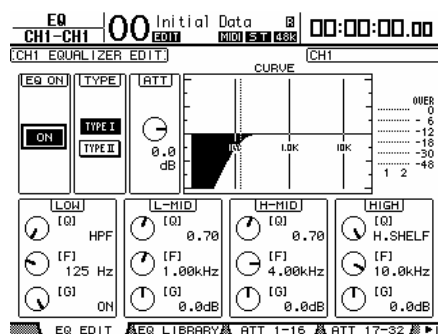 EQ
CH1-CH1
00 Initial Data
EDIT
MIDI ST 48K
00:00:00.00
CH1 EQUALIZER EDIT
CH1
EQ ON
TYPE
ATT
CURVE
ON
TYPE I
TYPE II
0.0
dB
1.0K
10K
OVER
0
-6
-12
-18
-30
-48
1 2
LOW
L-MID
H-MID
HIGH
[Q] HPF
[Q] 0.70
[Q] 0.70
[Q] H.SHELF
[F] 125 Hz
[F] 1.00kHz
[F] 4.00kHz
[F] 10.0kHz
[G] ON
[G] 0.0dB
[G] 0.0dB
[G] 0.0dB
EQ EDIT
EQ LIBRARY
ATT 1-16
ATT 17-32